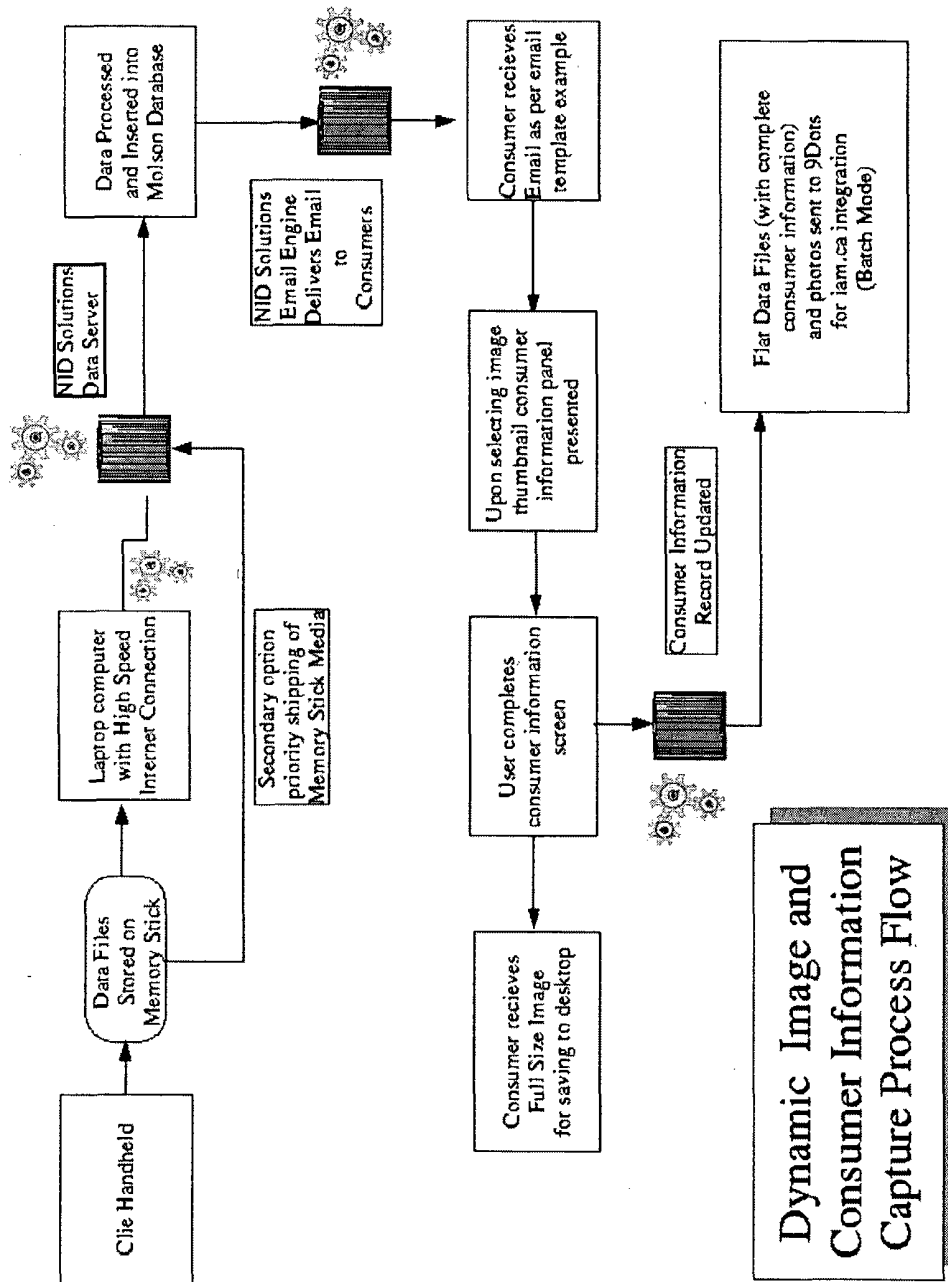 Clie Handheld
Data Files
Stored on
Memory Stick
Laptop computer
with High Speed
Internet Connection
Secondary option
priority shipping of
Memory Stick Media
NID Solutions
Data Server
Data Processed
and Inserted into
Molson Database
NID Solutions
Email Engine
Delivers Email
to
Consumers
Consumer recieves
Email as per email
template example
Upon selecting image
thumbnail consumer
information panel
presented
User completes
consumer information
screen
Consumer recieves
Full Size Image
for saving to desktop
Consumer Information
Record Updated
Flat Data Files (with complete
consumer information)
and photos sent to 9Dots
for iam.ca integration
(Batch Mode)
Dynamic Image and
Consumer Information
Capture Process Flow